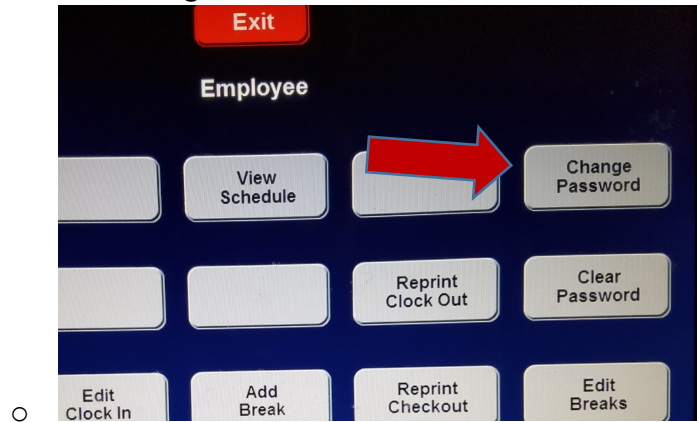 Exit
Employee
View
Schedule
Change
Password
Reprint
Clock Out
Clear
Password
Edit
Clock In
Add
Break
Reprint
Checkout
Edit
Breaks